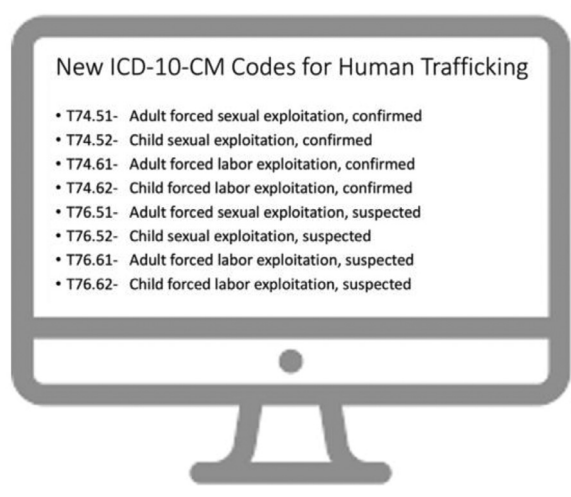 New ICD-10-CM Codes for Human Trafficking
• T74.51- Adult forced sexual exploitation, confirmed
• T74.52- Child sexual exploitation, confirmed
• T74.61- Adult forced labor exploitation, confirmed
• T74.62- Child forced labor exploitation, confirmed
• T76.51- Adult forced sexual exploitation, suspected
• T76.52- Child sexual exploitation, suspected
• T76.61- Adult forced labor exploitation, suspected
• T76.62- Child forced labor exploitation, suspected